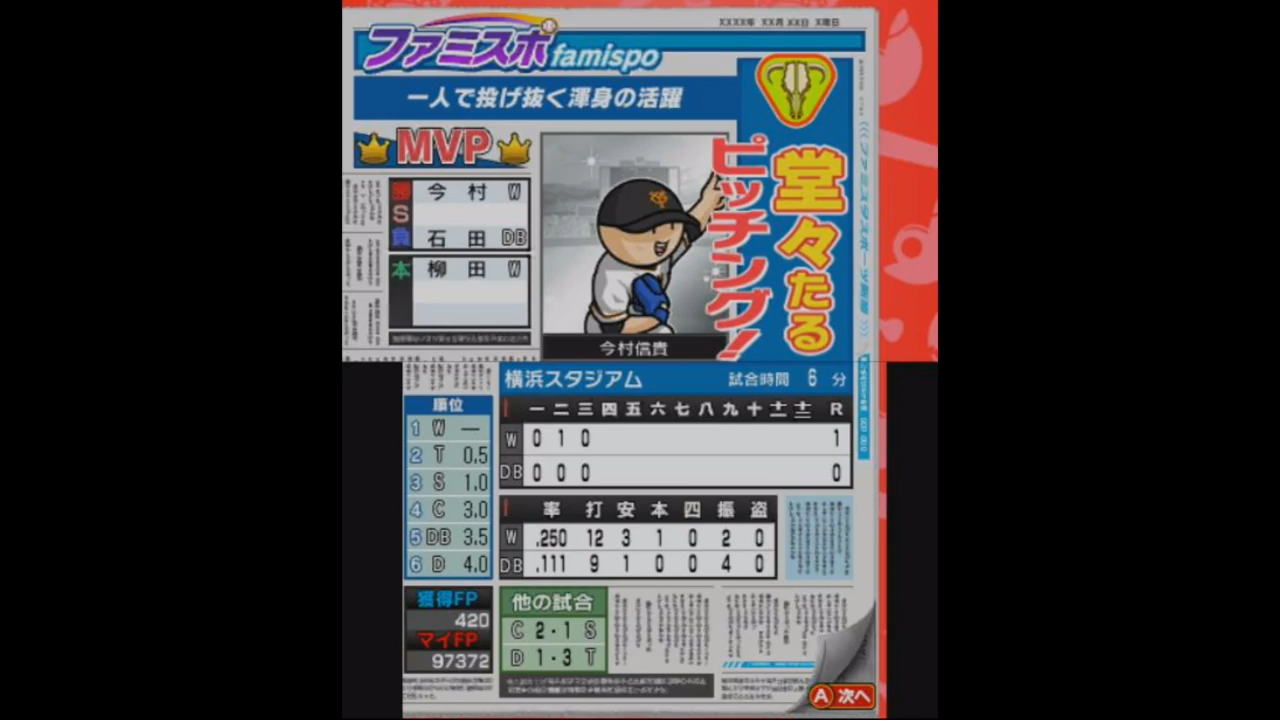 XXXX年 XX月 XX日 X曜日
ファミスポ famispo
一人で投げ抜く渾身の活躍
堂々たる
ピッチング!
MVP
勝 今村 W
S
負 石田 DB
本 柳田 W
今村信貴
横浜スタジアム 試合時間 6 分
一 二 三 四 五 六 七 八 九 十 十一 十二 R
W 0 1 0 1
DB 0 0 0 0
率 打 安 本 四 振 盗
W .250 12 3 1 0 2 0
DB .111 9 1 0 0 4 0
順位
1 W —
2 T 0.5
3 S 1.0
4 C 3.0
5 DB 3.5
6 D 4.0
獲得FP
420
マイFP
97372
他の試合
C 2・1 S
D 1・3 T
A 次へ